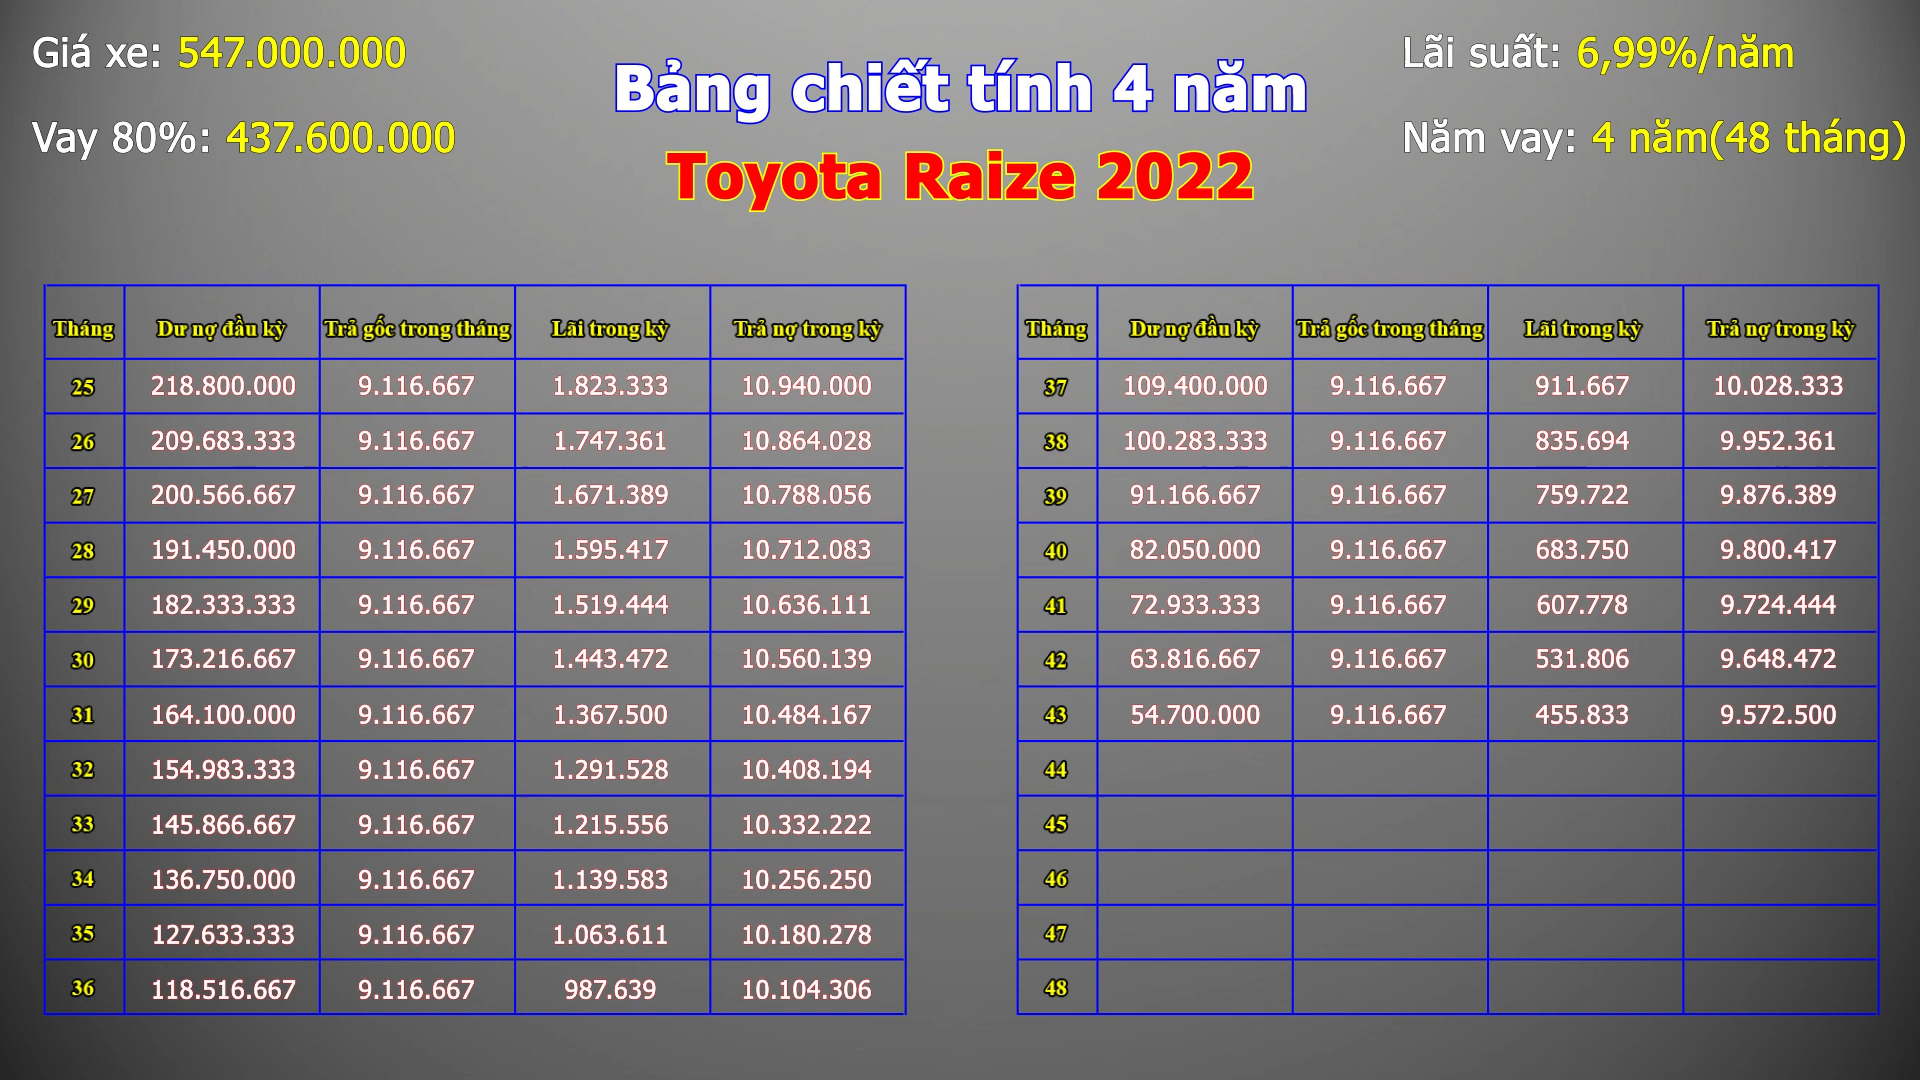 Giá xe: 547.000.000
Vay 80%: 437.600.000
Bảng chiết tính 4 năm
Toyota Raize 2022
Lãi suất: 6,99%/năm
Năm vay: 4 năm(48 tháng)
Tháng Dư nợ đầu kỳ Trả gốc trong tháng Lãi trong kỳ Trả nợ trong kỳ
25 218.800.000 9.116.667 1.823.333 10.940.000
26 209.683.333 9.116.667 1.747.361 10.864.028
27 200.566.667 9.116.667 1.671.389 10.788.056
28 191.450.000 9.116.667 1.595.417 10.712.083
29 182.333.333 9.116.667 1.519.444 10.636.111
30 173.216.667 9.116.667 1.443.472 10.560.139
31 164.100.000 9.116.667 1.367.500 10.484.167
32 154.983.333 9.116.667 1.291.528 10.408.194
33 145.866.667 9.116.667 1.215.556 10.332.222
34 136.750.000 9.116.667 1.139.583 10.256.250
35 127.633.333 9.116.667 1.063.611 10.180.278
36 118.516.667 9.116.667 987.639 10.104.306
Tháng Dư nợ đầu kỳ Trả gốc trong tháng Lãi trong kỳ Trả nợ trong kỳ
37 109.400.000 9.116.667 911.667 10.028.333
38 100.283.333 9.116.667 835.694 9.952.361
39 91.166.667 9.116.667 759.722 9.876.389
40 82.050.000 9.116.667 683.750 9.800.417
41 72.933.333 9.116.667 607.778 9.724.444
42 63.816.667 9.116.667 531.806 9.648.472
43 54.700.000 9.116.667 455.833 9.572.500
44
45
46
47
48